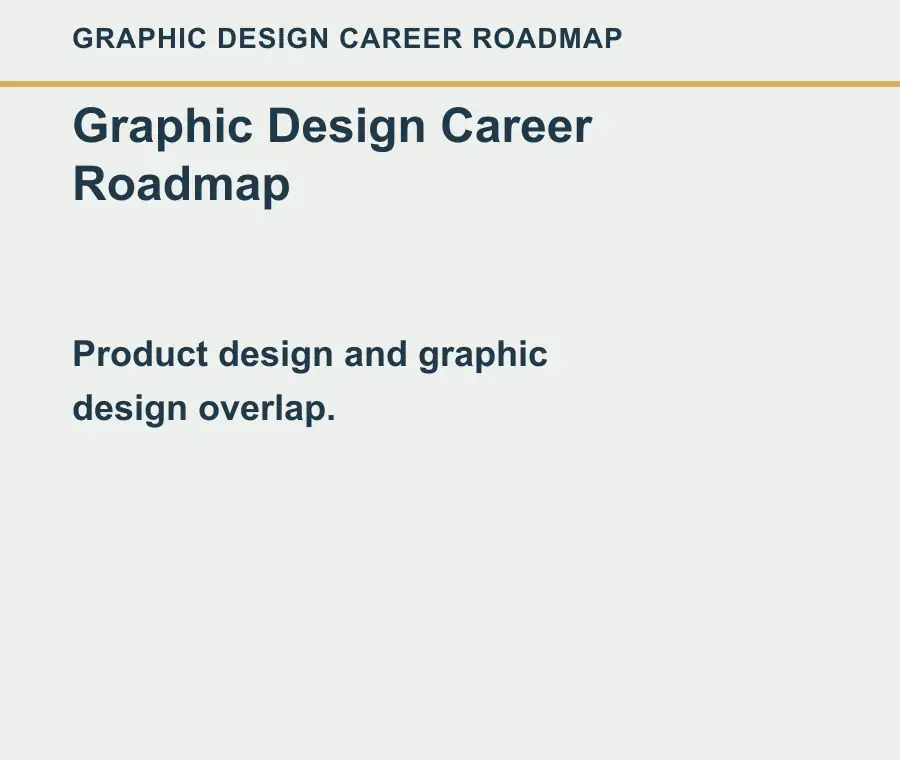 GRAPHIC DESIGN CAREER ROADMAP
Graphic Design Career
Roadmap
Product design and graphic
design overlap.